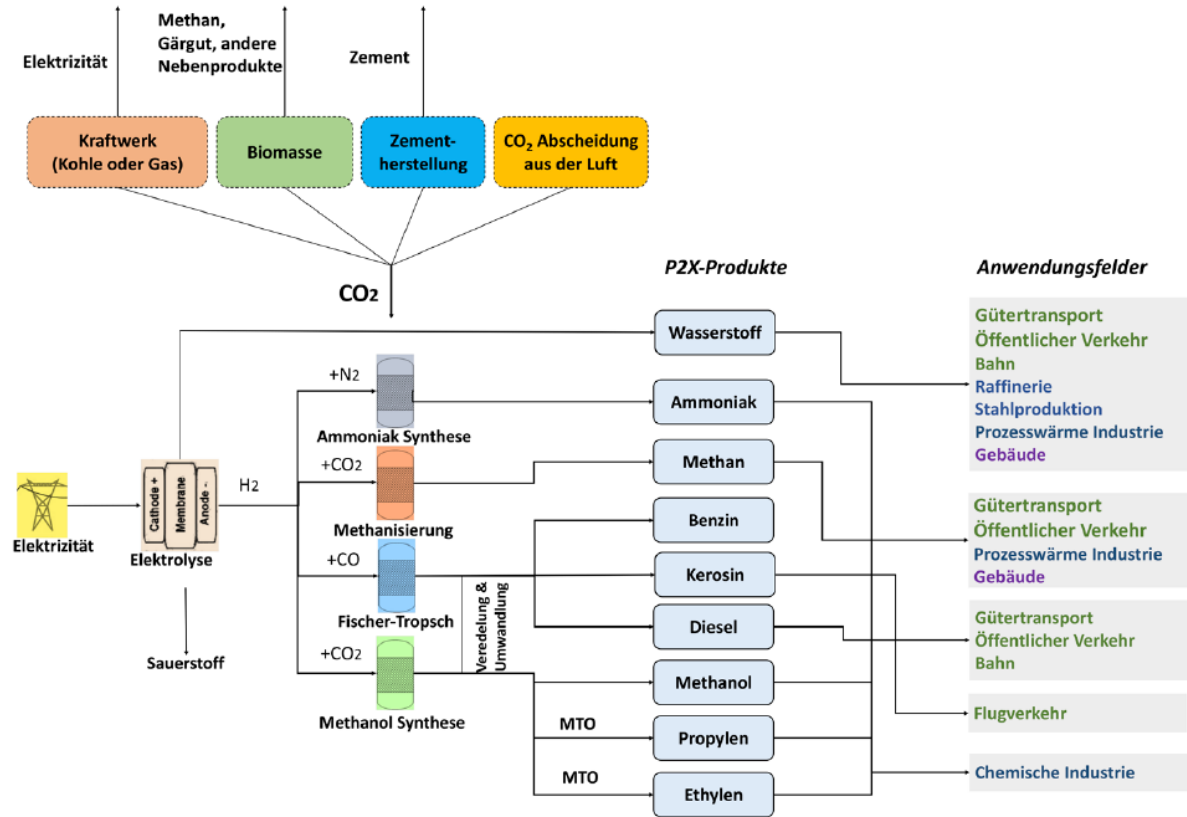 Methan,
Gärgut, andere
Nebenprodukte
Elektrizität
Zement
Kraftwerk
(Kohle oder Gas)
Biomasse
Zement-
herstellung
CO2 Abscheidung
aus der Luft
CO2
P2X-Produkte
Anwendungsfelder
Elektrizität
Cathode +
Membrane
Anode -
Elektrolyse
Sauerstoff
H2
+N2
Ammoniak Synthese
+CO2
Methanisierung
+CO
Fischer-Tropsch
+CO2
Methanol Synthese
Veredelung &
Umwandlung
MTO
MTO
Wasserstoff
Ammoniak
Methan
Benzin
Kerosin
Diesel
Methanol
Propylen
Ethylen
Gütertransport
Öffentlicher Verkehr
Bahn
Raffinerie
Stahlproduktion
Prozesswärme Industrie
Gebäude
Gütertransport
Öffentlicher Verkehr
Prozesswärme Industrie
Gebäude
Gütertransport
Öffentlicher Verkehr
Bahn
Flugverkehr
Chemische Industrie